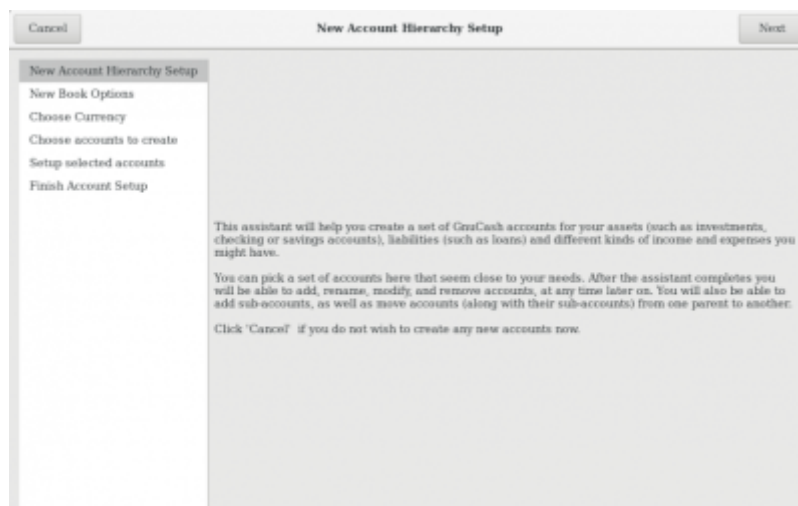 Cancel
New Account Hierarchy Setup
Next
New Account Hierarchy Setup
New Book Options
Choose Currency
Choose accounts to create
Setup selected accounts
Finish Account Setup
This assistant will help you create a set of GnuCash accounts for your assets (such as investments,
checking or savings accounts), liabilities (such as loans) and different kinds of income and expenses you
might have.
You can pick a set of accounts here that seem close to your needs. After the assistant completes you
will be able to add, rename, modify, and remove accounts, at any time later on. You will also be able to
add sub-accounts, as well as move accounts (along with their sub-accounts) from one parent to another.
Click 'Cancel' if you do not wish to create any new accounts now.